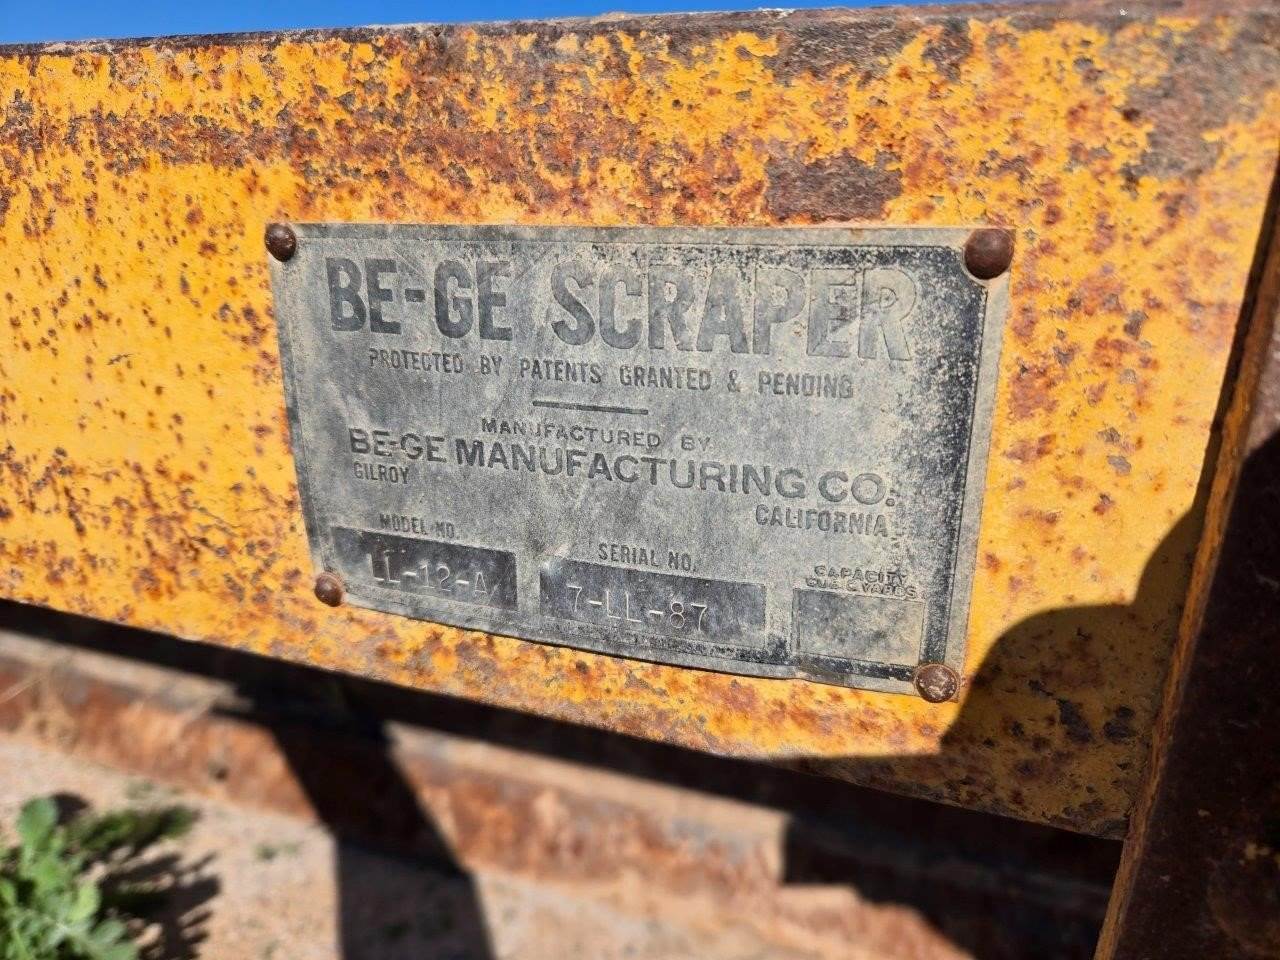 BE-GE SCRAPER
PROTECTED BY PATENTS GRANTED & PENDING
MANUFACTURED BY
BE-GE MANUFACTURING CO.
GILROY
CALIFORNIA
MODEL NO.
SERIAL NO.
CAPACITY
CUBIC YARDS
LL-12-A
7-LL-87